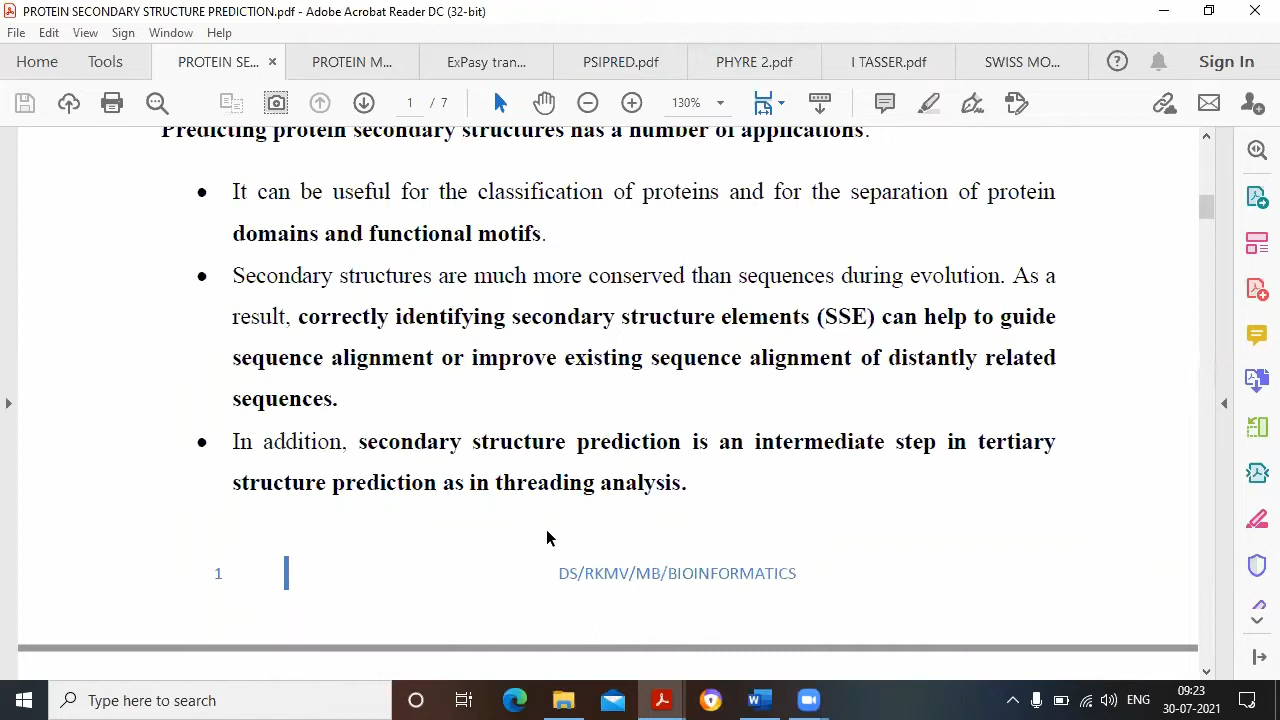 PROTEIN SECONDARY STRUCTURE PREDICTION.pdf - Adobe Acrobat Reader DC (32-bit)
File Edit View Sign Window Help
Home Tools PROTEIN SE... PROTEIN M... ExPasy tran... PSIPRED.pdf PHYRE 2.pdf I TASSER.pdf SWISS MO... Sign In
1 / 7 130%
Predicting protein secondary structures has a number of applications.
• It can be useful for the classification of proteins and for the separation of protein
domains and functional motifs.
• Secondary structures are much more conserved than sequences during evolution. As a
result, correctly identifying secondary structure elements (SSE) can help to guide
sequence alignment or improve existing sequence alignment of distantly related
sequences.
• In addition, secondary structure prediction is an intermediate step in tertiary
structure prediction as in threading analysis.
1 DS/RKMV/MB/BIOINFORMATICS
Type here to search
ENG
09:23
30-07-2021